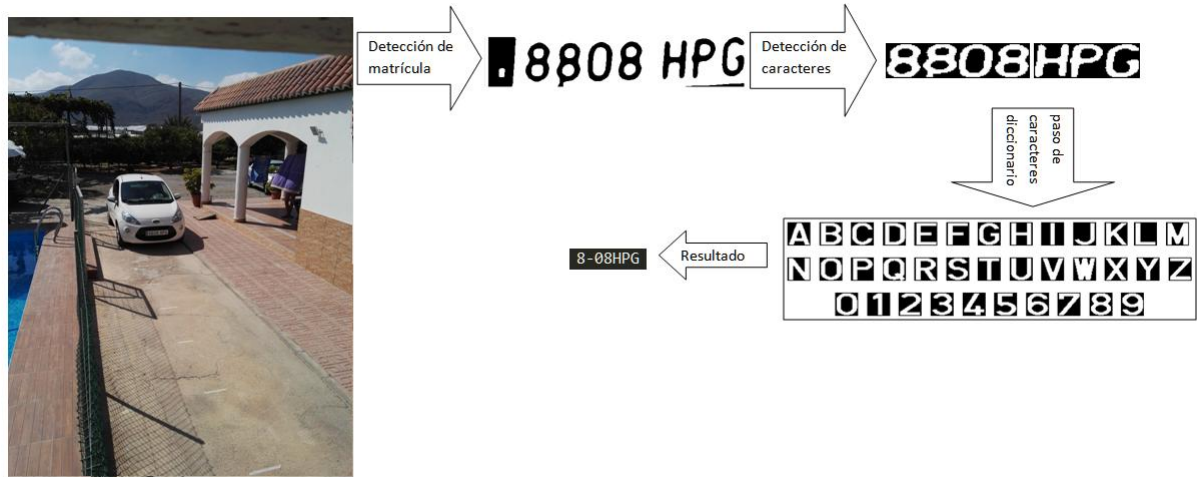 Detección de
matrícula
8808 HPG
Detección de
caracteres
8808HPG
paso de
caracteres
diccionario
ABCDEFGHIJKLM
NOPQRSTUVWXYZ
0123456789
Resultado
8-08HPG